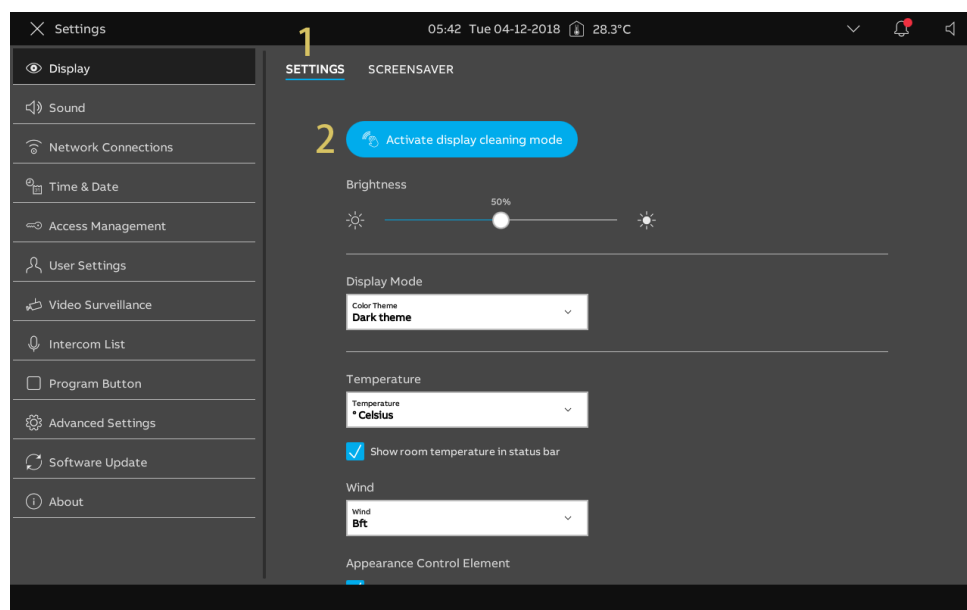 Settings
05:42 Tue 04-12-2018 28.3°C
1
Display
Sound
Network Connections
Time & Date
Access Management
User Settings
Video Surveillance
Intercom List
Program Button
Advanced Settings
Software Update
About
SETTINGS SCREENSAVER
2
Activate display cleaning mode
Brightness
50%
Display Mode
Color Theme
Dark theme
Temperature
Temperature
° Celsius
Show room temperature in status bar
Wind
Wind
Bft
Appearance Control Element